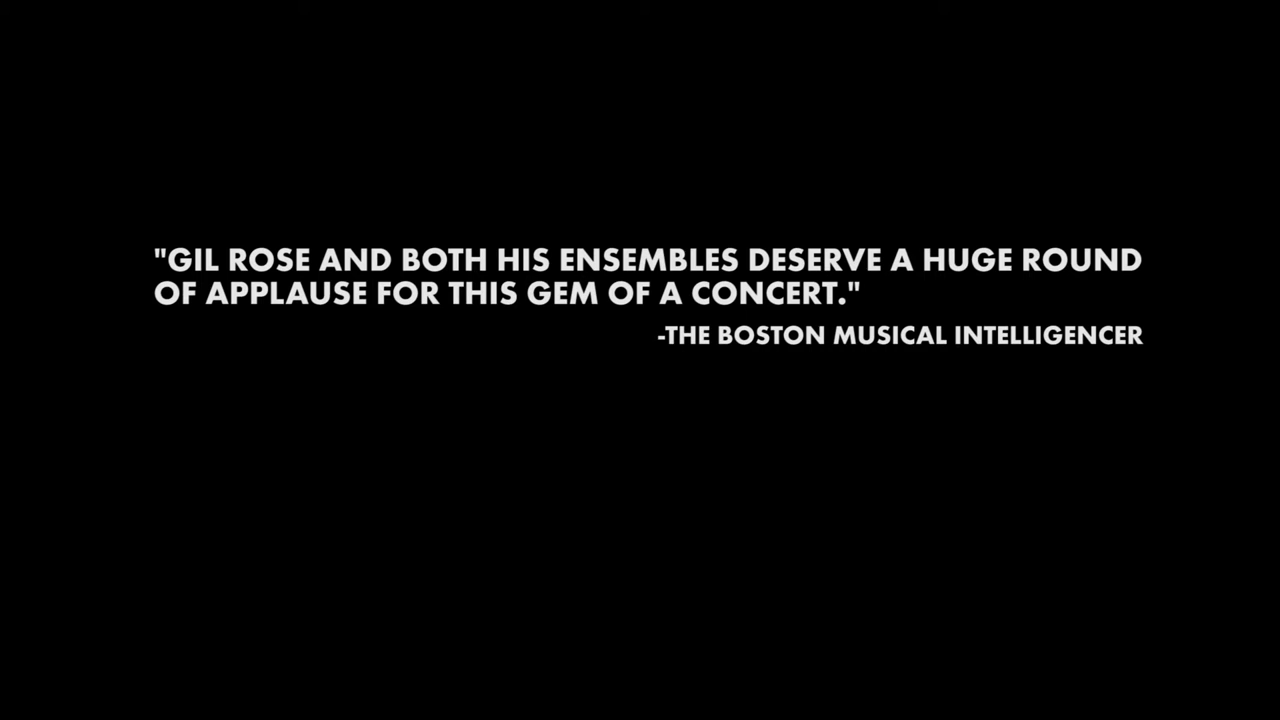 "GIL ROSE AND BOTH HIS ENSEMBLES DESERVE A HUGE ROUND
OF APPLAUSE FOR THIS GEM OF A CONCERT."
-THE BOSTON MUSICAL INTELLIGENCER